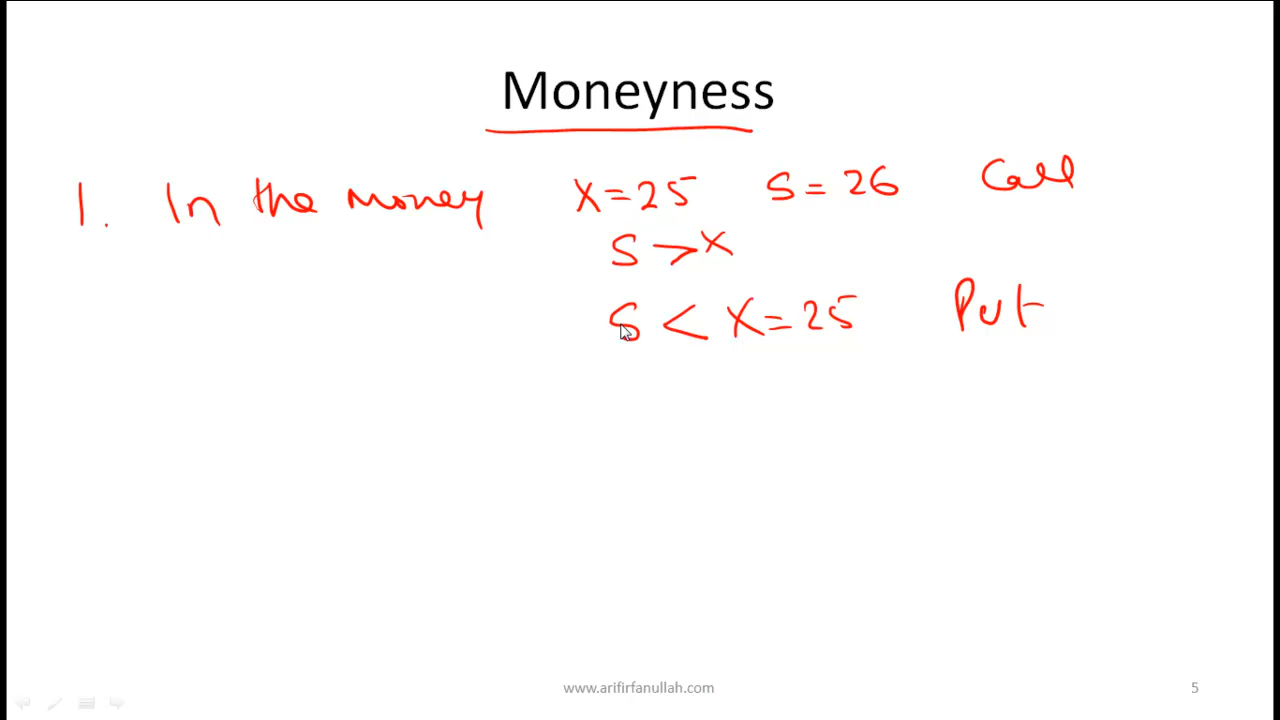 Moneyness
1. In the money X=25 S=26 Call
S >X
S < X=25 Put
www.arifirfanullah.com 5